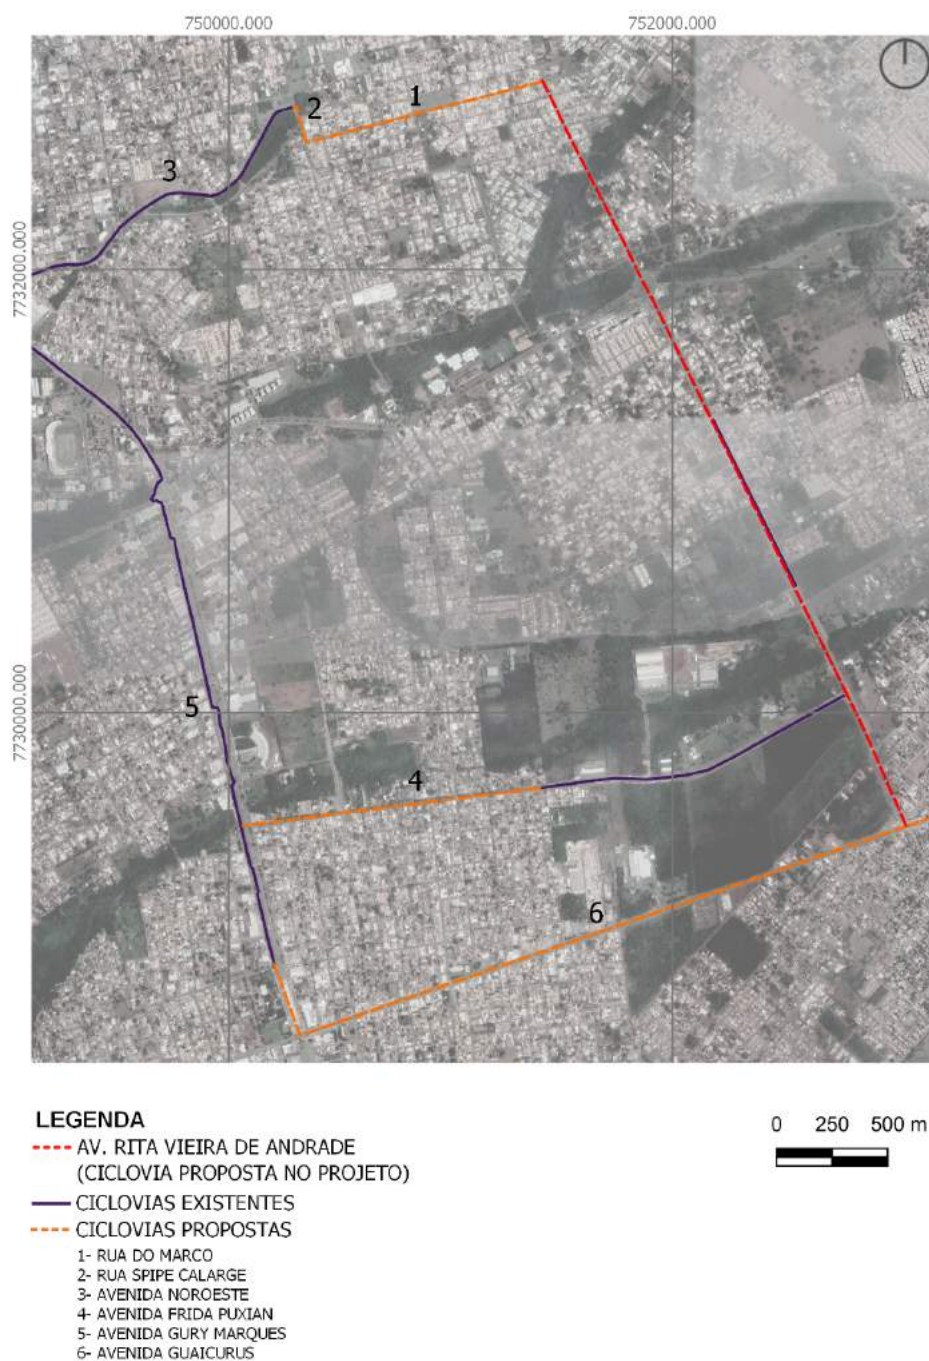 750000.000 752000.000
1
2
3
7732000.000
7730000.000
5
4
6
LEGENDA
AV. RITA VIEIRA DE ANDRADE
(CICLOVIA PROPOSTA NO PROJETO)
CICLOVIAS EXISTENTES
CICLOVIAS PROPOSTAS
1- RUA DO MARCO
2- RUA SPIPE CALARGE
3- AVENIDA NOROESTE
4- AVENIDA FRIDA PUXIAN
5- AVENIDA GURY MARQUES
6- AVENIDA GUAICURUS
0 250 500 m